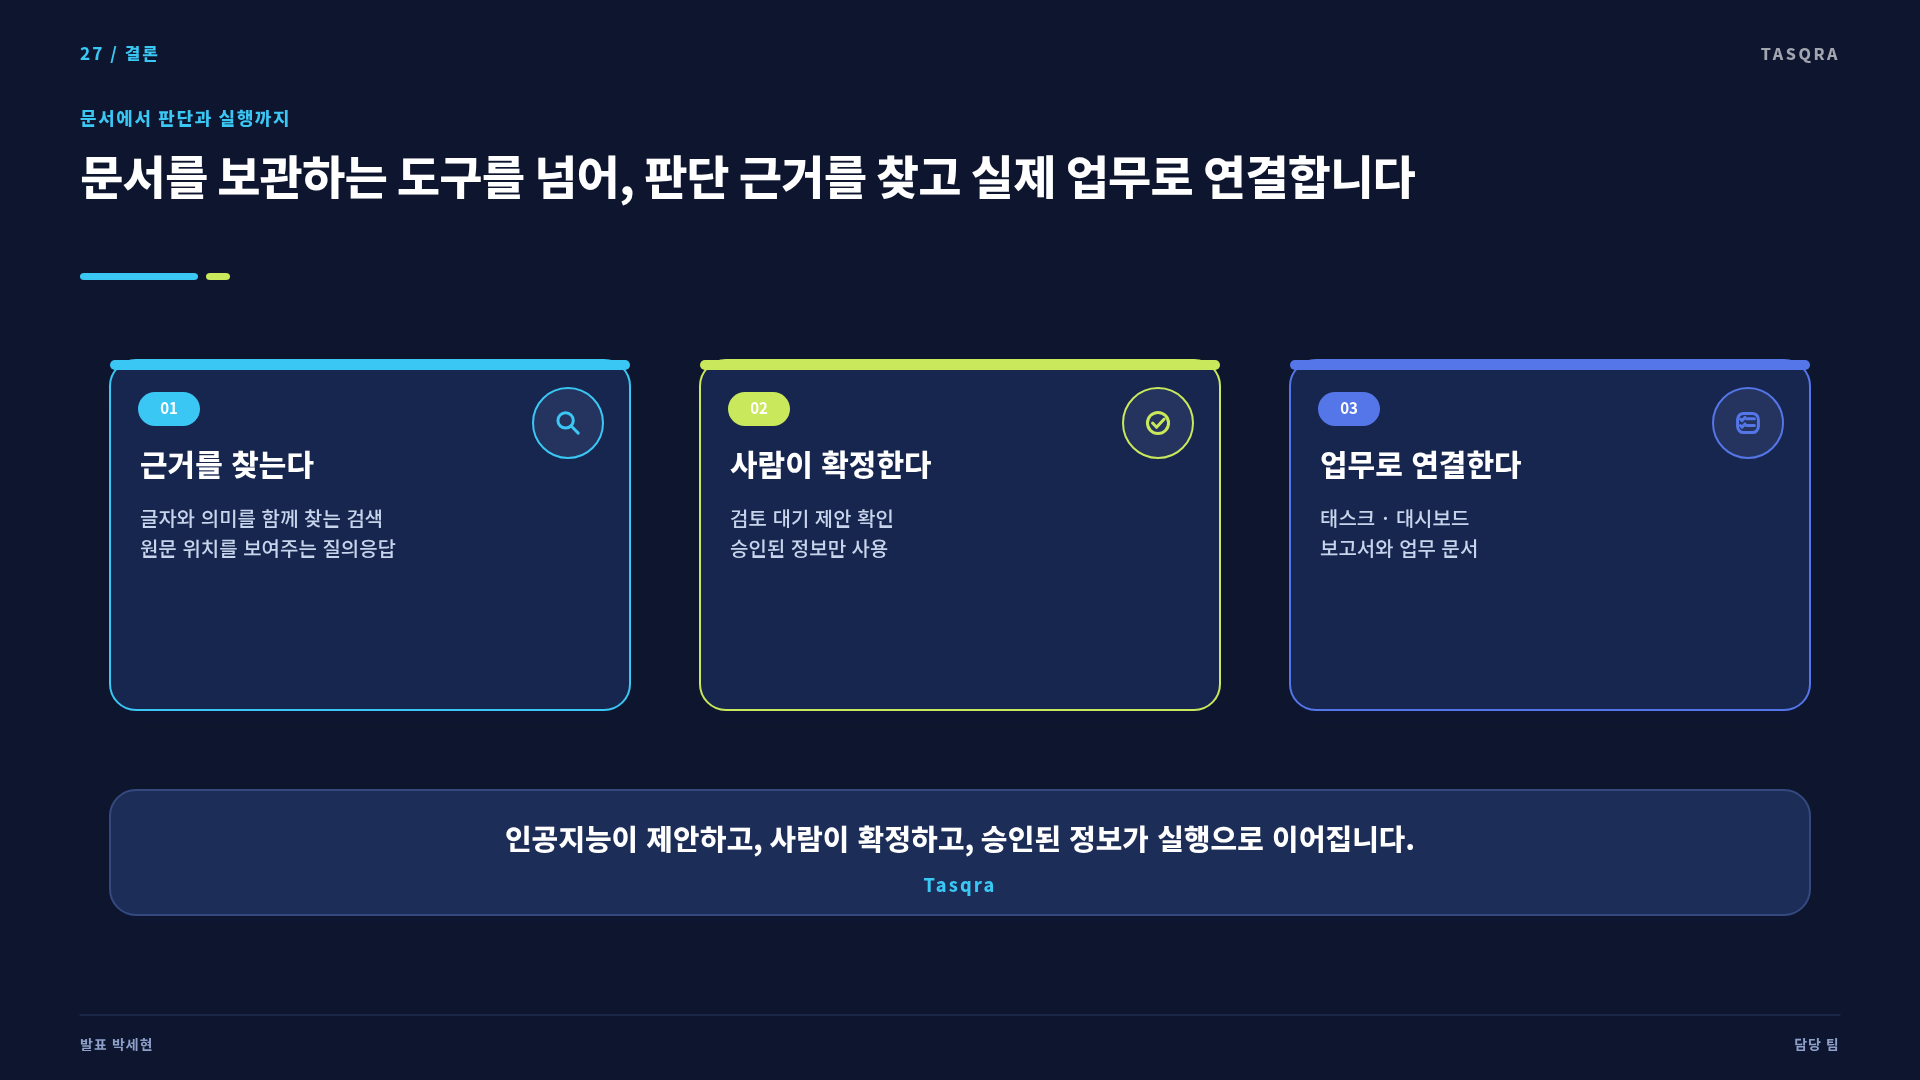 27 / 결론
TASQRA
문서에서 판단과 실행까지
문서를 보관하는 도구를 넘어, 판단 근거를 찾고 실제 업무로 연결합니다
01
근거를 찾는다
글자와 의미를 함께 찾는 검색
원문 위치를 보여주는 질의응답
02
사람이 확정한다
검토 대기 제안 확인
승인된 정보만 사용
03
업무로 연결한다
태스크 · 대시보드
보고서와 업무 문서
인공지능이 제안하고, 사람이 확정하고, 승인된 정보가 실행으로 이어집니다.
Tasqra
발표 박세현
담당 팀